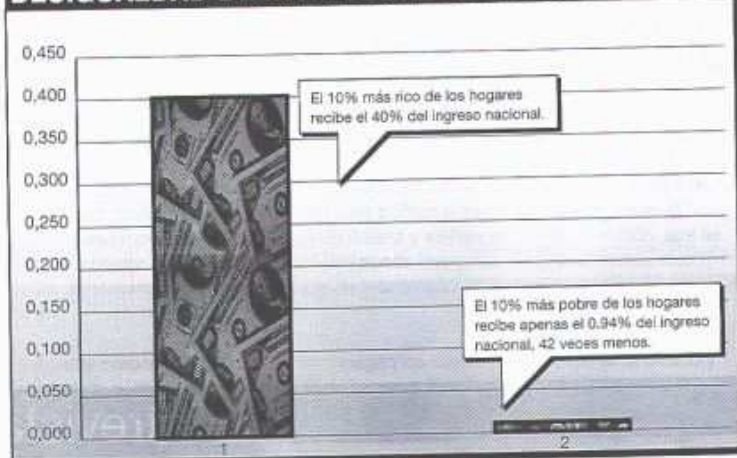 0,450
0,400
0,350
0,300
0,250
0,200
0,150
0,100
0,050
0,000
El 10% más rico de los hogares
recibe el 40% del ingreso nacional.
El 10% más pobre de los hogares
recibe apenas el 0.94% del ingreso
nacional, 42 veces menos.
1
2